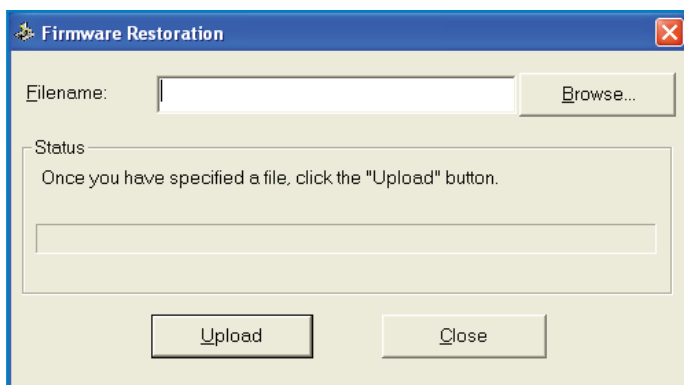 Firmware Restoration
Filename:
Browse...
Status
Once you have specified a file, click the "Upload" button.
Upload
Close